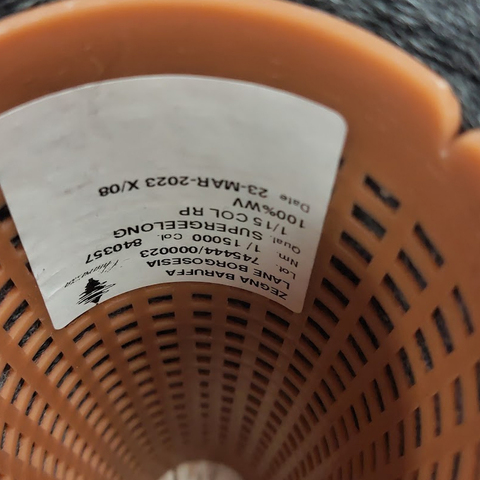 ZEGNA BARUFFA
LANE BORGOSESIA
Lot. 745444/000023
Nm. 1/ 15000 Col. 840357
Qual. SUPERGEELONG
1/15 COL RP
100%WV
Date 23-MAR-2023 X/08